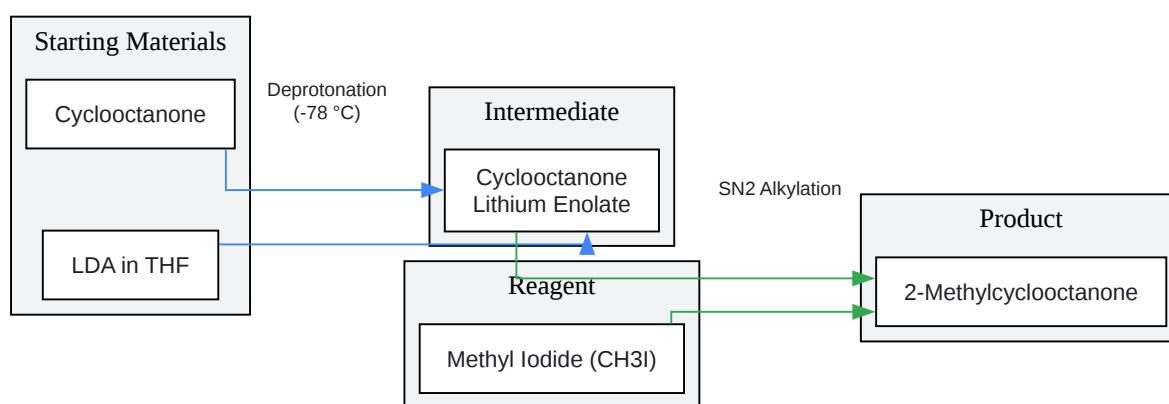 Starting Materials
Cyclooctanone
LDA in THF
Deprotonation
(-78 °C)
Intermediate
Cyclooctanone
Lithium Enolate
Reagent
Methyl Iodide (CH3I)
SN2 Alkylation
Product
2-Methylcyclooctanone